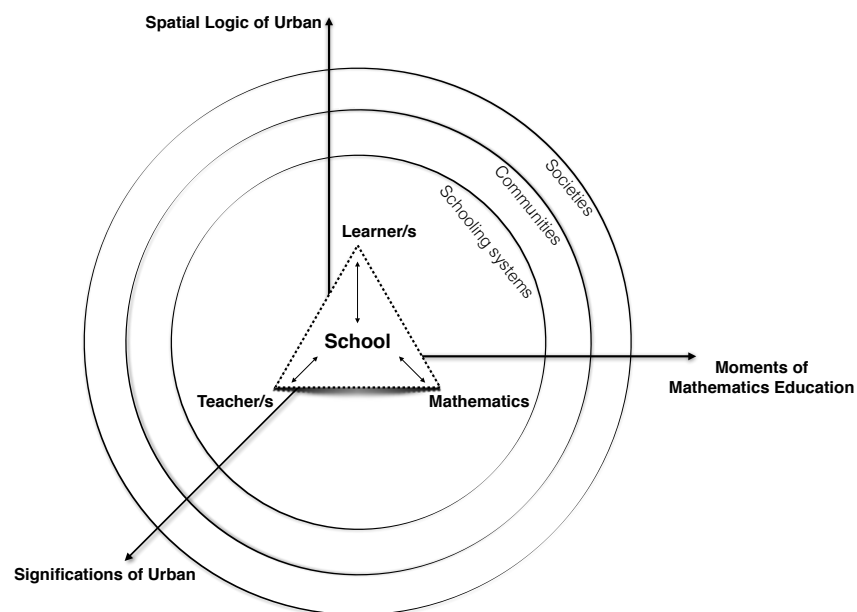 Spatial Logic of Urban
Societies
Communities
Schooling systems
Learner/s
School
Teacher/s
Mathematics
Moments of
Mathematics Education
Significations of Urban